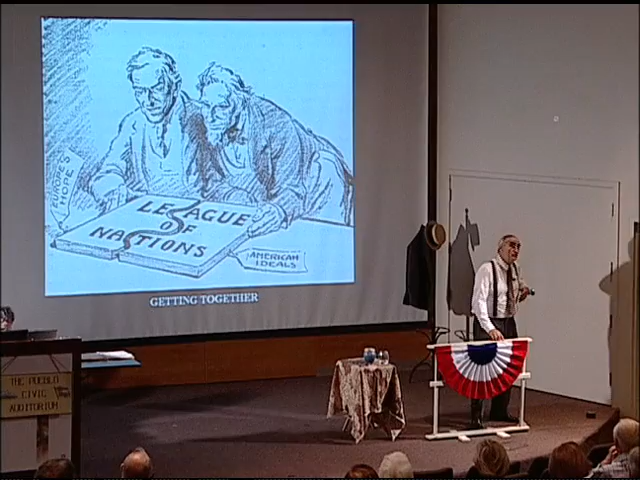 EUROPE'S
HOPE
LEAGUE
OF
NATIONS
AMERICAN
IDEALS
GETTING TOGETHER
THE PUEBLO
CIVIC
AUDITORIUM